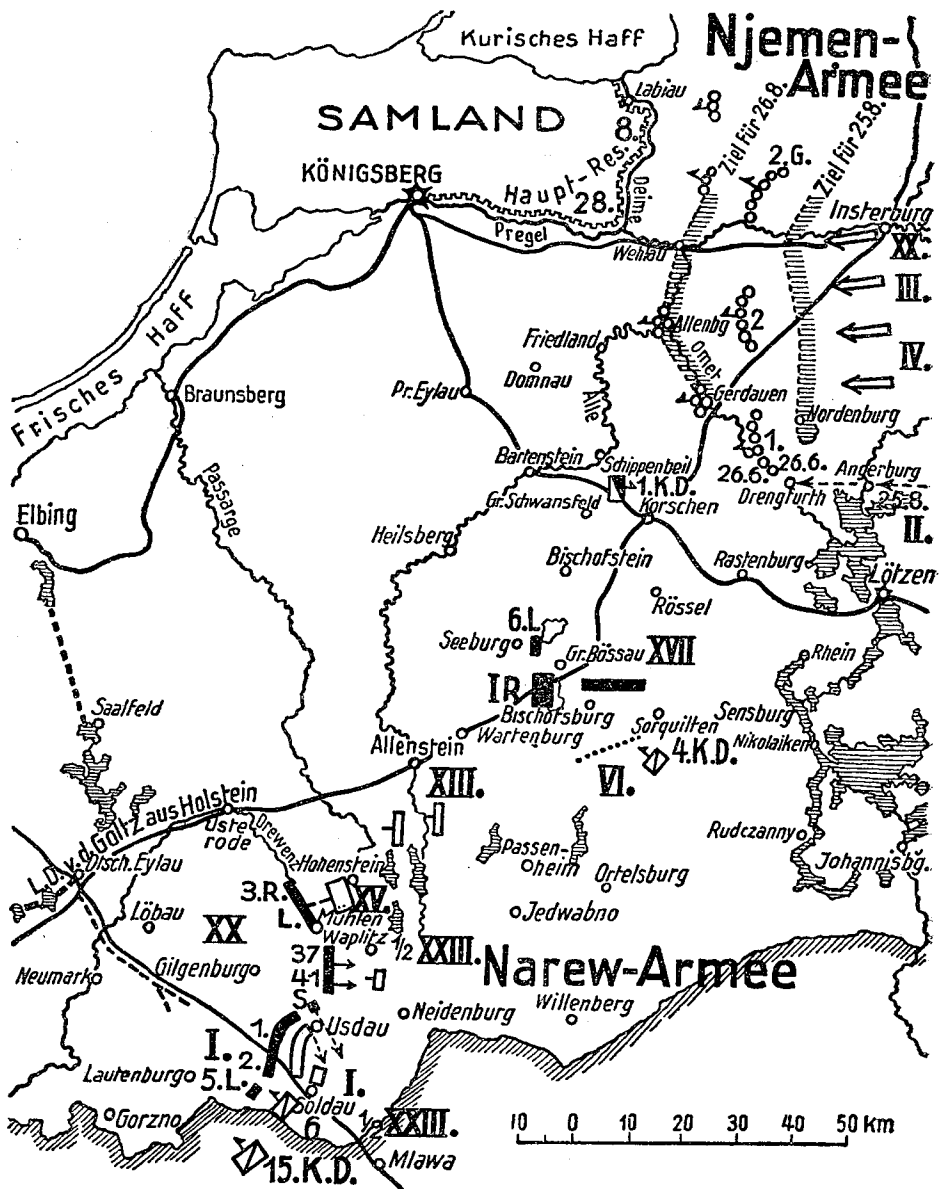 Kurisches Haff
Njemen-
Armee
Labiau
SAMLAND
8.
Haupt-Res.
28.
Deime
Ziel für 26.8.
Ziel für 25.8.
2.G.
KÖNIGSBERG
Pregel
Wehlau
Insterburg
XX.
III.
IV.
Frisches Haff
Friedland
Allenbg
2
Domnau
Omet
Braunsberg
Pr.Eylau
Alle
Gerdauen
Nordenburg
1.
Bartenstein
Schippenbeil
26.6.
26.6.
Angerburg
Drengfurth
25.8.
1.K.D.
Gr.Schwansfeld
Korschen
II.
Passarge
Elbing
Heilsberg
Bischofstein
Rastenburg
Lötzen
Rössel
6.L
Seeburg
Gr.Bössau
XVII
Rhein
I R
Bischofsburg
Wartenburg
Sorquitten
Sensburg
Nikolaiken
Saalfeld
Allenstein
XIII.
VI.
4.K.D.
L.D. v.d. Goltz aus Holstein
Oste
rode
Drewenz
Rudczanny
Dtsch.Eylau
Hohenstein
Passen-
heim
Ortelsburg
Johannisbg.
3.R.
L.
XV.
Mühlen
Löbau
XX
Waplitz
Jedwabno
1/2 XXIII.
37
41
Narew-Armee
Neumark
Gilgenburg
S.
Usdau
Neidenburg
Willenberg
1.
I.
2.
Lautenburg
5.L.
I.
Soldau
Gorzno
6
1/2 XXIII.
Mlawa
15.K.D.
10 0 10 20 30 40 50 km